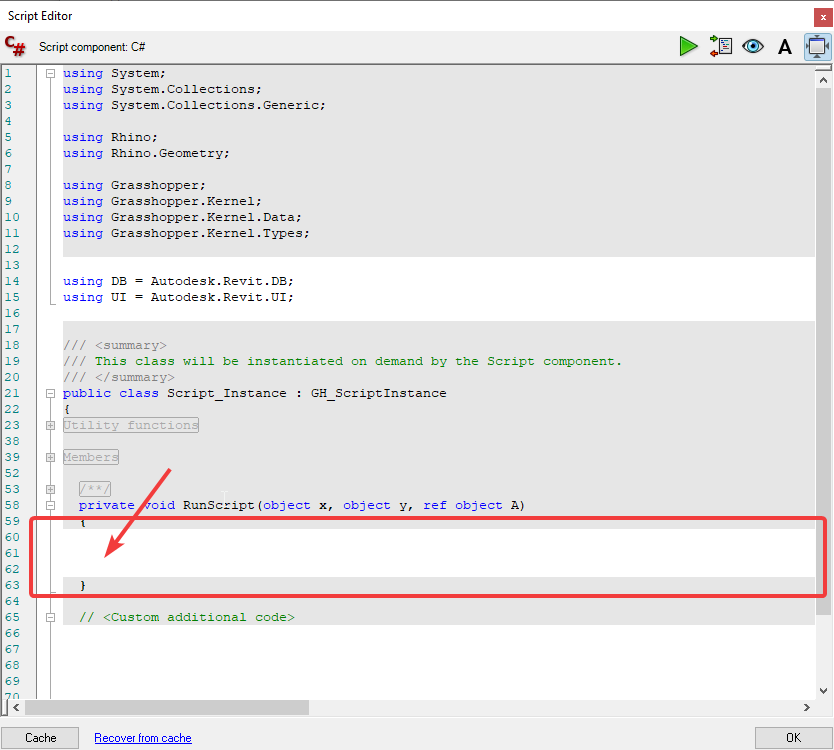 Script Editor
x
C# Script component: C#
A
1 using System;
2 using System.Collections;
3 using System.Collections.Generic;
4
5 using Rhino;
6 using Rhino.Geometry;
7
8 using Grasshopper;
9 using Grasshopper.Kernel;
10 using Grasshopper.Kernel.Data;
11 using Grasshopper.Kernel.Types;
12
13
14 using DB = Autodesk.Revit.DB;
15 using UI = Autodesk.Revit.UI;
16
17
18 /// <summary>
19 /// This class will be instantiated on demand by the Script component.
20 /// </summary>
21 public class Script_Instance : GH_ScriptInstance
22 {
23 Utility functions
38
39 Members
52
53 /**/
58 private void RunScript(object x, object y, ref object A)
59 {
60
61
62
63 }
64
65 // <Custom additional code>
66
67
68
69
70
Cache Recover from cache OK